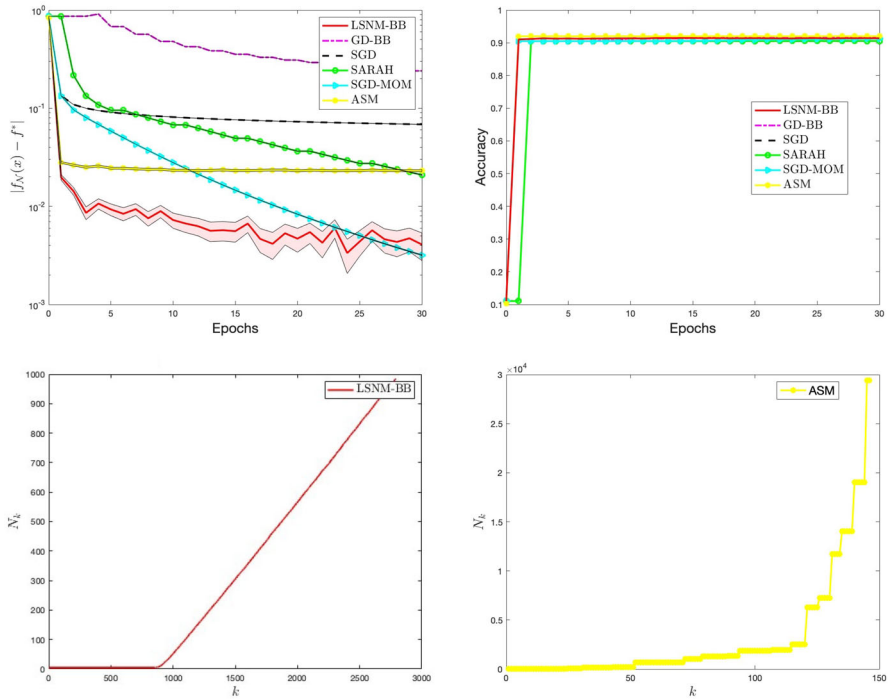 10^0
10^-1
10^-2
10^-3
|f_𝒩(x) − f*|
0 5 10 15 20 25 30
Epochs
LSNM-BB
GD-BB
SGD
SARAH
SGD-MOM
ASM
1
0.9
0.8
0.7
0.6
0.5
0.4
0.3
0.2
0.1
Accuracy
0 5 10 15 20 25 30
Epochs
LSNM-BB
GD-BB
SGD
SARAH
SGD-MOM
ASM
1000
900
800
700
600
500
400
300
200
100
0
N_k
0 500 1000 1500 2000 2500 3000
k
LSNM-BB
×10^4
3
2.5
2
1.5
1
0.5
0
N_k
0 50 100 150
k
ASM